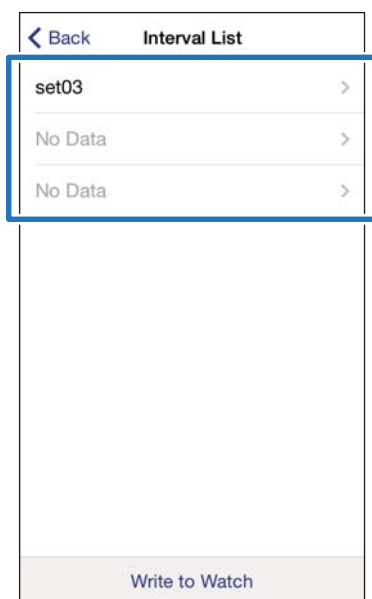 Back Interval List
set03
No Data
No Data
Write to Watch